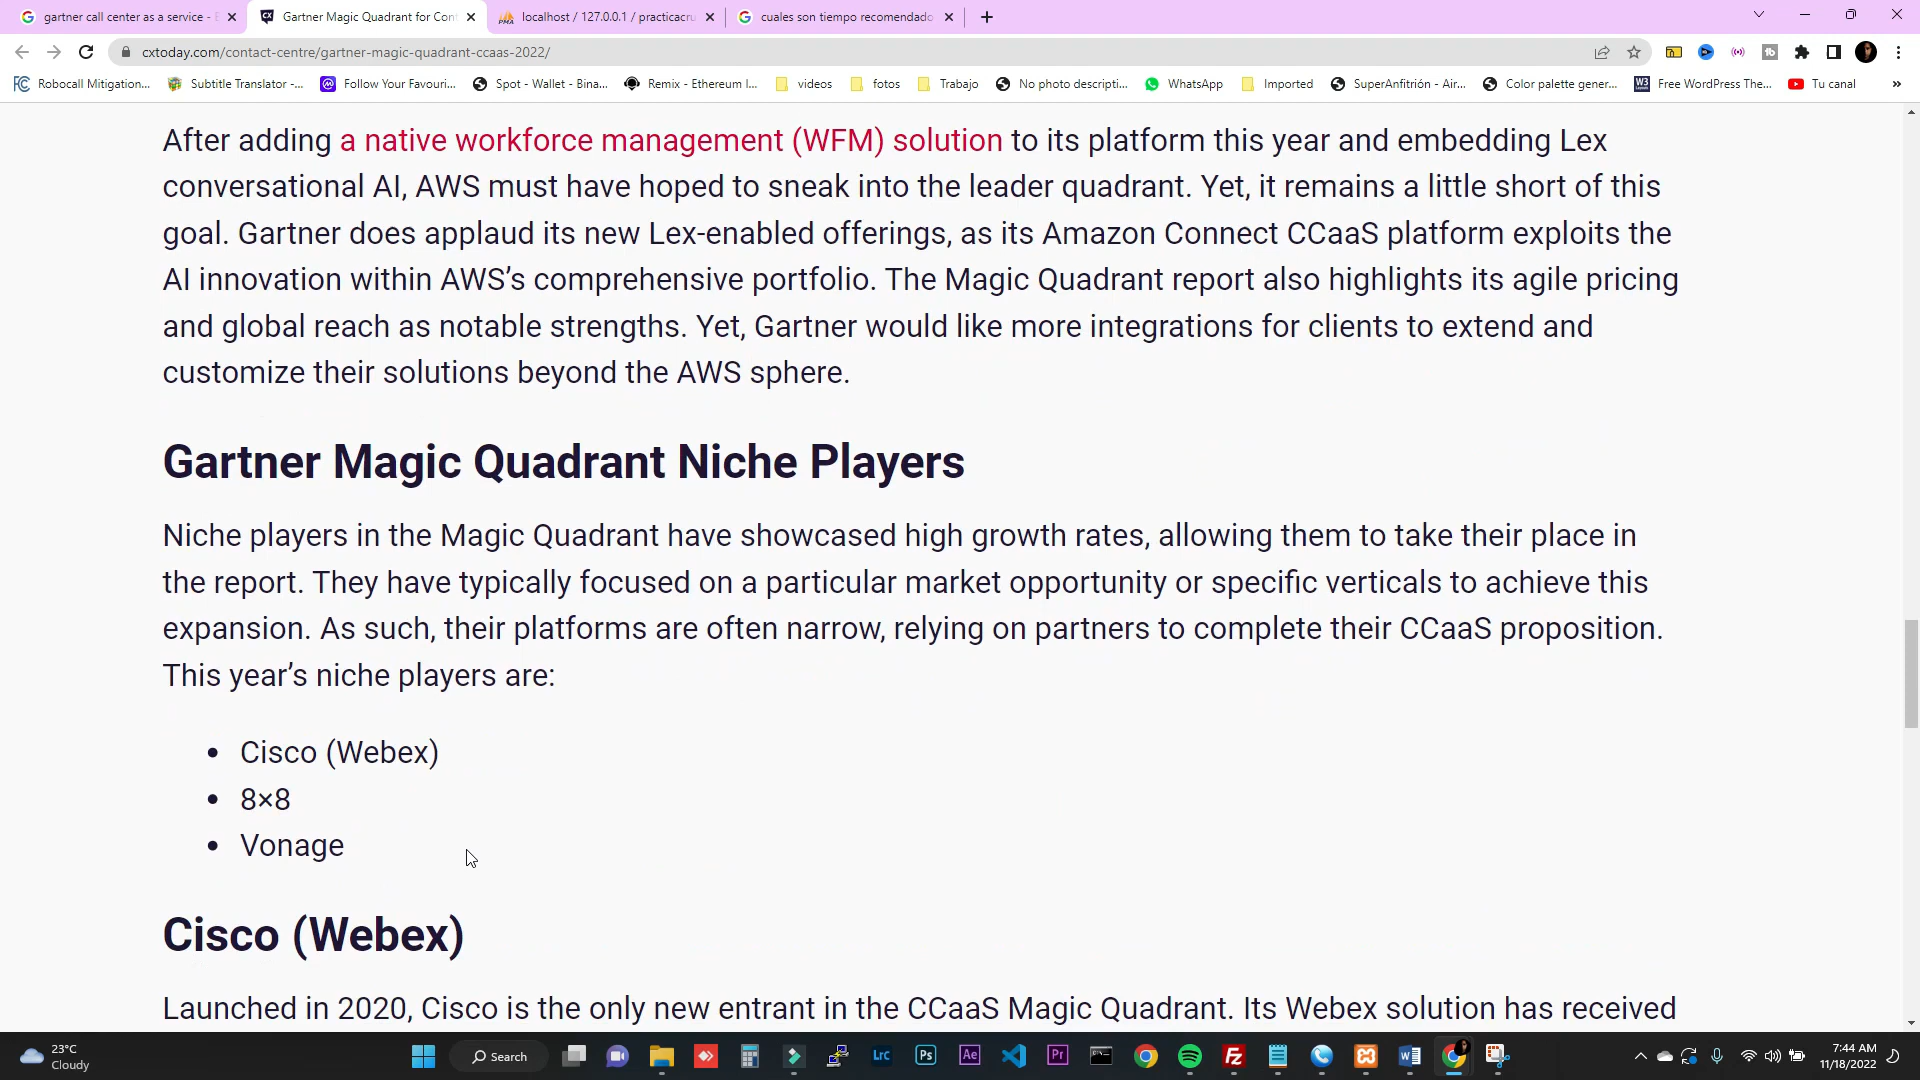 gartner call center as a service -
Gartner Magic Quadrant for Cont
localhost / 127.0.0.1 / practicacru
cuales son tiempo recomendado
cxtoday.com/contact-centre/gartner-magic-quadrant-ccaas-2022/
Robocall Mitigation...
Subtitle Translator -...
Follow Your Favouri...
Spot - Wallet - Bina...
Remix - Ethereum I...
videos
fotos
Trabajo
No photo descripti...
WhatsApp
Imported
SuperAnfitrión - Air...
Color palette gener...
Free WordPress The...
Tu canal
»
After adding a native workforce management (WFM) solution to its platform this year and embedding Lex
conversational AI, AWS must have hoped to sneak into the leader quadrant. Yet, it remains a little short of this
goal. Gartner does applaud its new Lex-enabled offerings, as its Amazon Connect CCaaS platform exploits the
AI innovation within AWS’s comprehensive portfolio. The Magic Quadrant report also highlights its agile pricing
and global reach as notable strengths. Yet, Gartner would like more integrations for clients to extend and
customize their solutions beyond the AWS sphere.
Gartner Magic Quadrant Niche Players
Niche players in the Magic Quadrant have showcased high growth rates, allowing them to take their place in
the report. They have typically focused on a particular market opportunity or specific verticals to achieve this
expansion. As such, their platforms are often narrow, relying on partners to complete their CCaaS proposition.
This year’s niche players are:
• Cisco (Webex)
• 8×8
• Vonage
Cisco (Webex)
Launched in 2020, Cisco is the only new entrant in the CCaaS Magic Quadrant. Its Webex solution has received
23°C
Cloudy
Search
Lrc
Ps
Ae
Pr
7:44 AM
11/18/2022